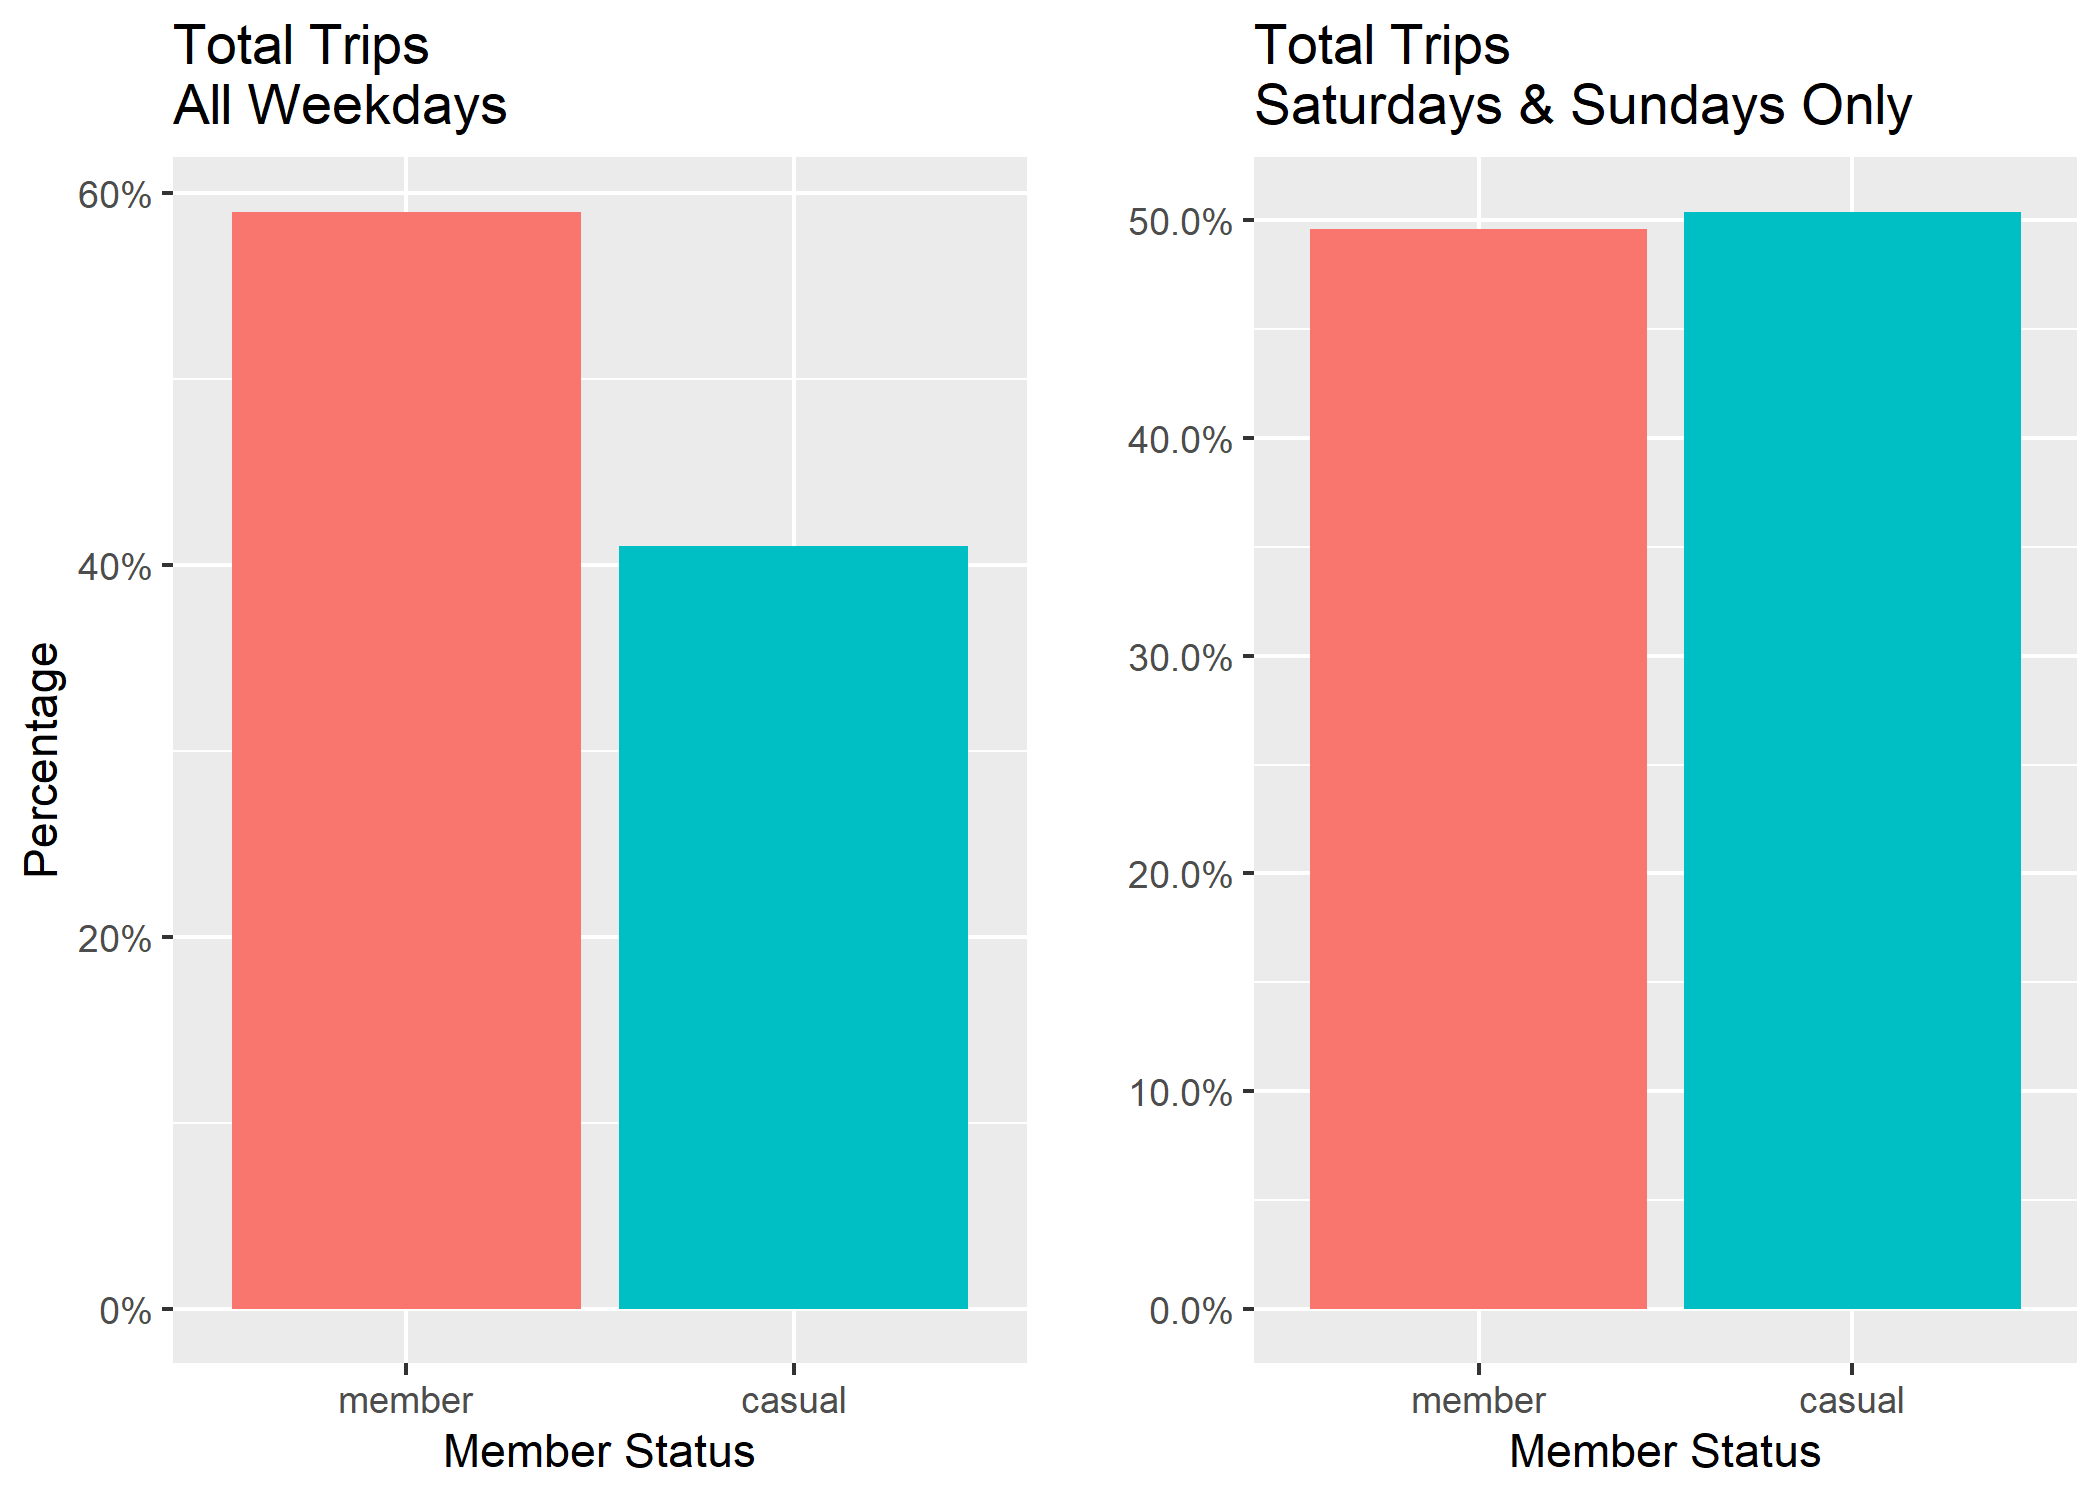 Total Trips
All Weekdays
Percentage
60%
40%
20%
0%
member
casual
Member Status
Total Trips
Saturdays & Sundays Only
50.0%
40.0%
30.0%
20.0%
10.0%
0.0%
member
casual
Member Status